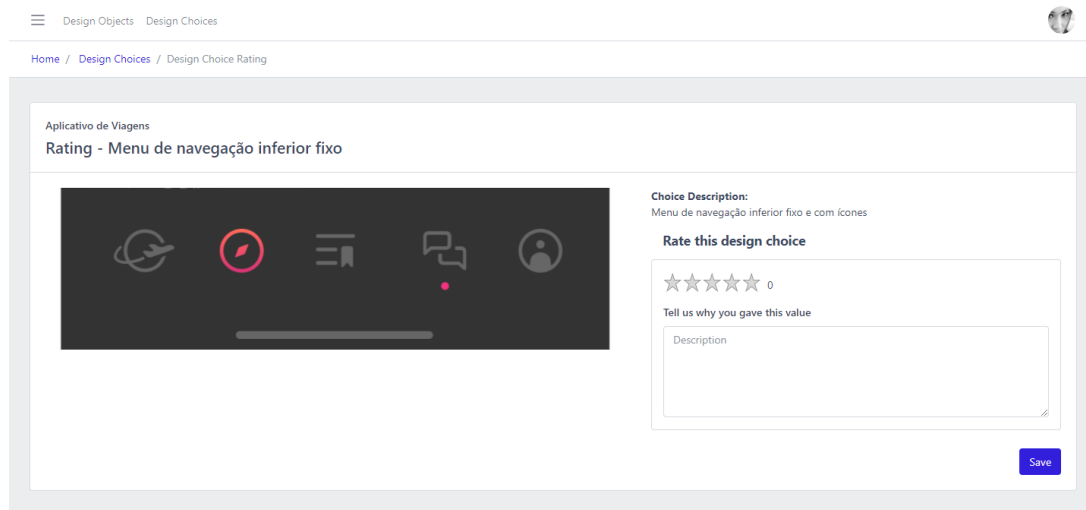 Design Objects Design Choices
Home / Design Choices / Design Choice Rating
Aplicativo de Viagens
Rating - Menu de navegação inferior fixo
Choice Description:
Menu de navegação inferior fixo e com ícones
Rate this design choice
0
Tell us why you gave this value
Description
Save